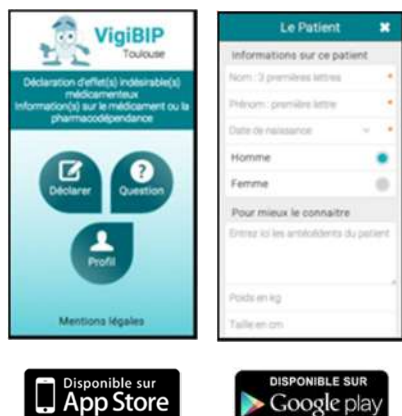 VigiBIP
Toulouse
Déclaration d'effet(s) indésirable(s)
médicamenteux
Information(s) sur le médicament ou la
pharmacodépendance
Déclarer
Question
Profil
Mentions légales
Le Patient
Informations sur ce patient
Nom : 3 premières lettres *
Prénom : première lettre *
Date de naissance *
Homme
Femme
Pour mieux le connaitre
Entrez ici les antécédents du patient
Poids en kg
Taille en cm
Disponible sur
App Store
DISPONIBLE SUR
Google play